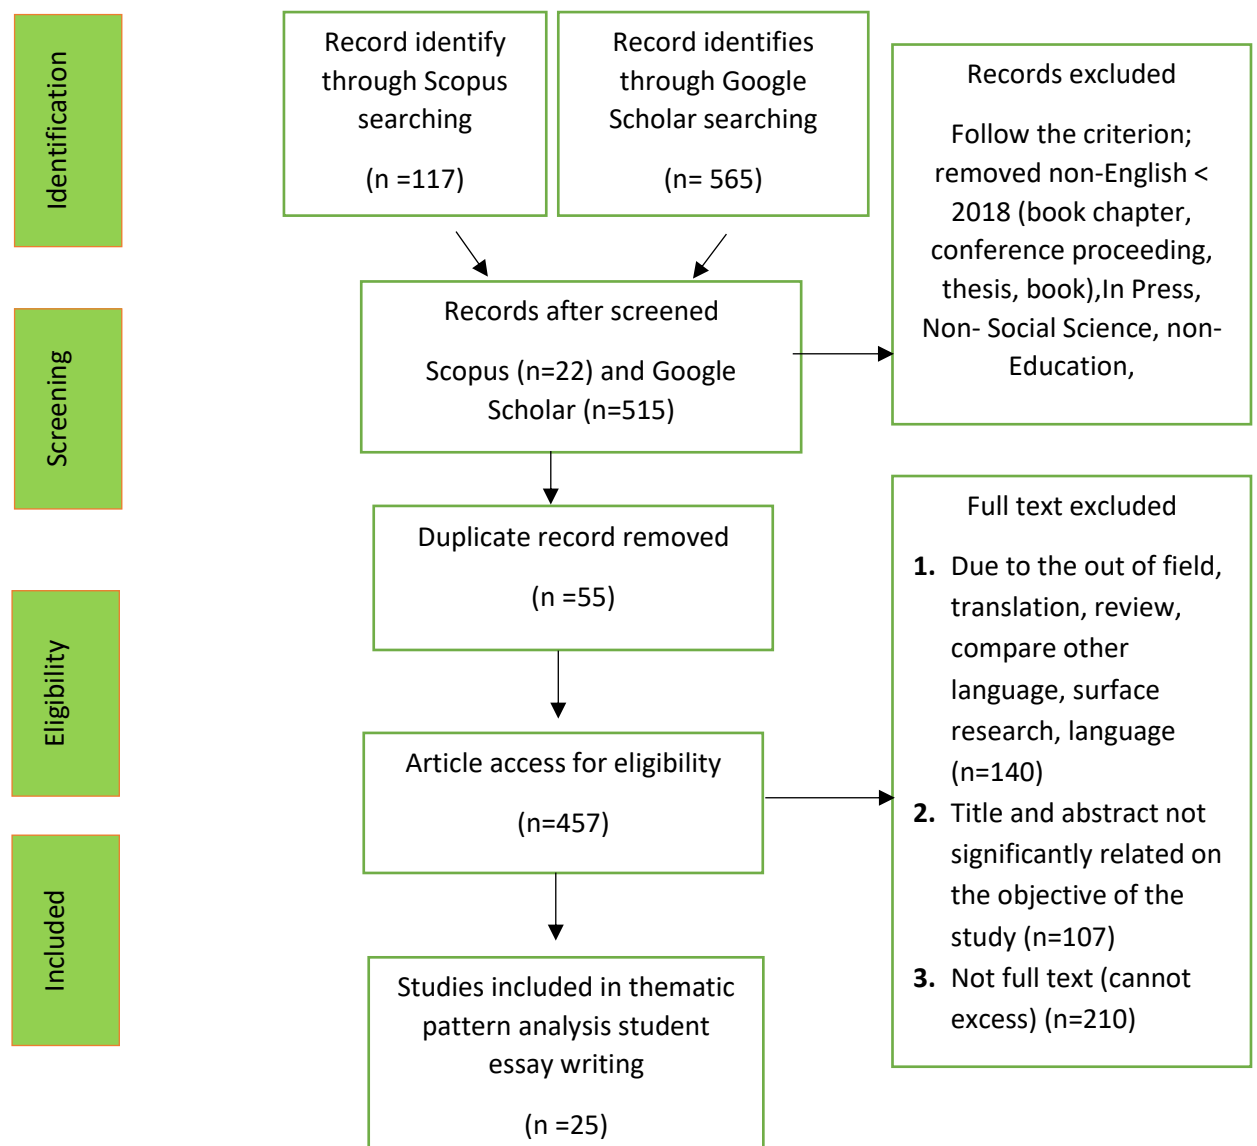 Identification
Record identify
through Scopus
searching
(n =117)
Record identifies
through Google
Scholar searching
(n= 565)
Records excluded
Follow the criterion;
removed non-English <
2018 (book chapter,
conference proceeding,
thesis, book),In Press,
Non- Social Science, non-
Education,
Screening
Records after screened
Scopus (n=22) and Google
Scholar (n=515)
Duplicate record removed
(n =55)
Eligibility
Article access for eligibility
(n=457)
Full text excluded
1. Due to the out of field,
translation, review,
compare other
language, surface
research, language
(n=140)
2. Title and abstract not
significantly related on
the objective of the
study (n=107)
3. Not full text (cannot
excess) (n=210)
Included
Studies included in thematic
pattern analysis student
essay writing
(n =25)